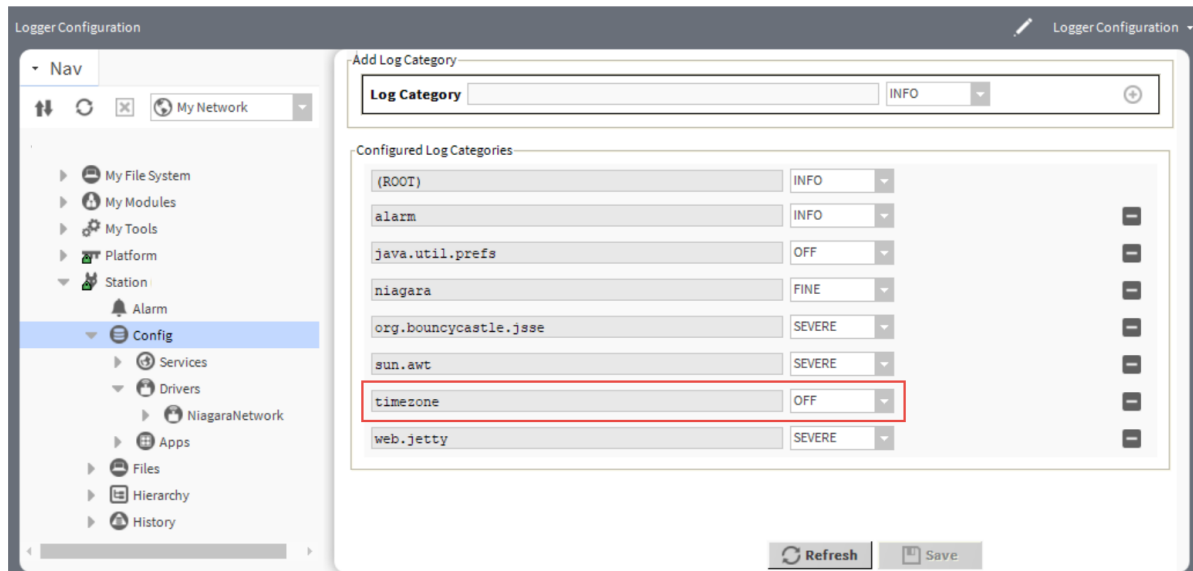 Logger Configuration
Logger Configuration
Nav
My Network
My File System
My Modules
My Tools
Platform
Station
Alarm
Config
Services
Drivers
NiagaraNetwork
Apps
Files
Hierarchy
History
Add Log Category
Log Category INFO
Configured Log Categories
(ROOT) INFO
alarm INFO
java.util.prefs OFF
niagara FINE
org.bouncycastle.jsse SEVERE
sun.awt SEVERE
timezone OFF
web.jetty SEVERE
Refresh Save